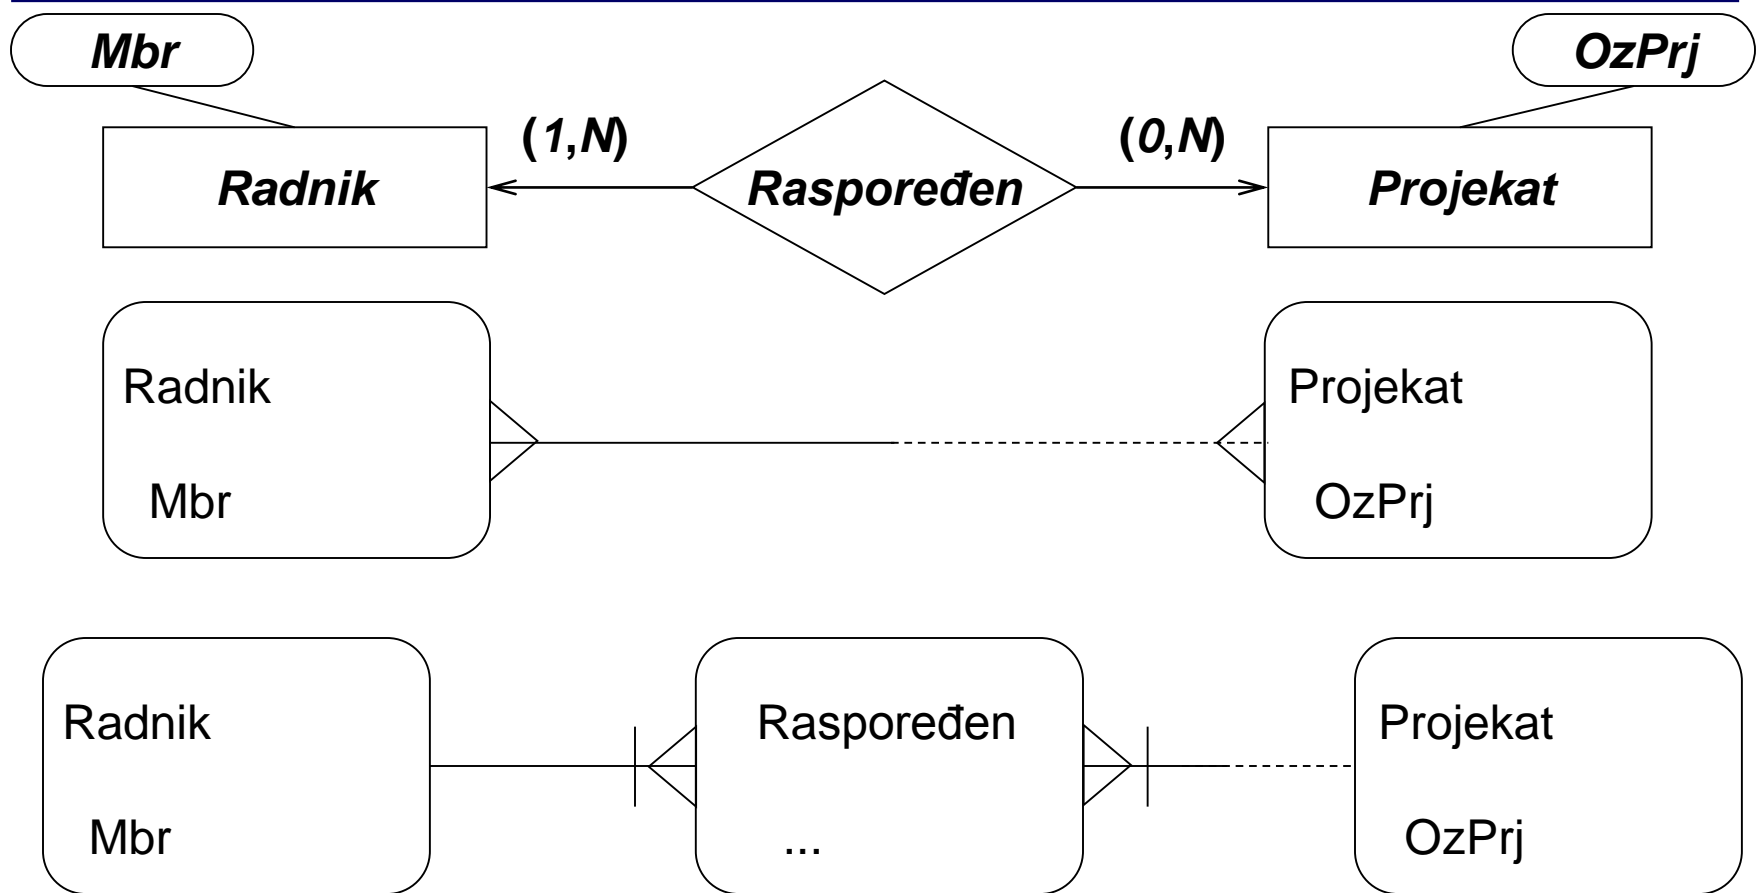 Mbr
OzPrj
(1,N)
(0,N)
Radnik
Raspoređen
Projekat
Radnik
Projekat
Mbr
OzPrj
Radnik
Raspoređen
Projekat
Mbr
...
OzPrj